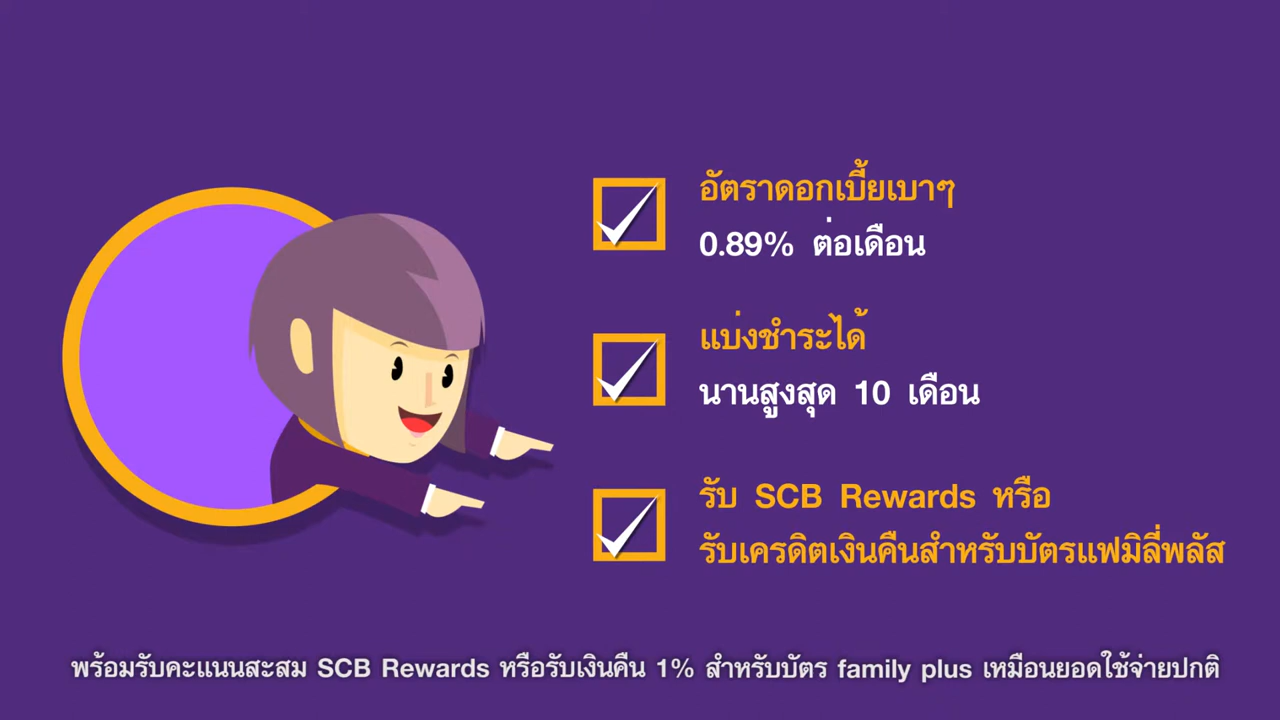 อัตราดอกเบี้ยเบาๆ
0.89% ต่อเดือน
แบ่งชำระได้
นานสูงสุด 10 เดือน
รับ SCB Rewards หรือ
รับเครดิตเงินคืนสำหรับบัตรแฟมิลี่พลัส
พร้อมรับคะแนนสะสม SCB Rewards หรือรับเงินคืน 1% สำหรับบัตร family plus เหมือนยอดใช้จ่ายปกติ